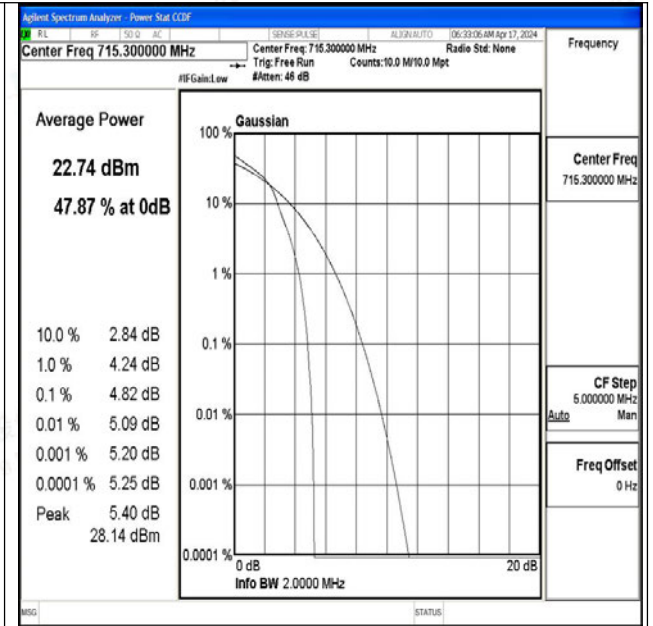 Agilent Spectrum Analyzer - Power Stat CCDF
RL RF 50 Ω AC SENSE:PULSE ALIGN AUTO 06:33:06 AM Apr 17, 2024
Center Freq 715.300000 MHz
Center Freq: 715.300000 MHz Radio Std: None
Trig: Free Run Counts:10.0 M/10.0 Mpt
#IFGain:Low #Atten: 46 dB
Frequency
Average Power
22.74 dBm
47.87 % at 0dB
10.0 % 2.84 dB
1.0 % 4.24 dB
0.1 % 4.82 dB
0.01 % 5.09 dB
0.001 % 5.20 dB
0.0001 % 5.25 dB
Peak 5.40 dB
28.14 dBm
Gaussian
100 %
10 %
1 %
0.1 %
0.01 %
0.001 %
0.0001 %
0 dB 20 dB
Info BW 2.0000 MHz
Center Freq
715.300000 MHz
CF Step
5.000000 MHz
Auto Man
Freq Offset
0 Hz
MSG STATUS